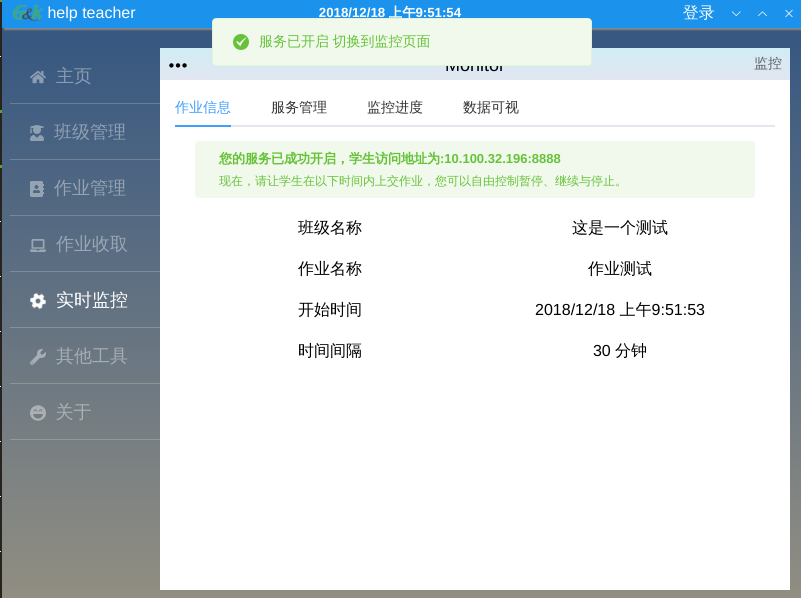 help teacher
2018/12/18 上午9:51:54
登录
服务已开启 切换到监控页面
Monitor
监控
主页
班级管理
作业管理
作业收取
实时监控
其他工具
关于
作业信息 服务管理 监控进度 数据可视
您的服务已成功开启，学生访问地址为:10.100.32.196:8888
现在，请让学生在以下时间内上交作业，您可以自由控制暂停、继续与停止。
班级名称 这是一个测试
作业名称 作业测试
开始时间 2018/12/18 上午9:51:53
时间间隔 30 分钟